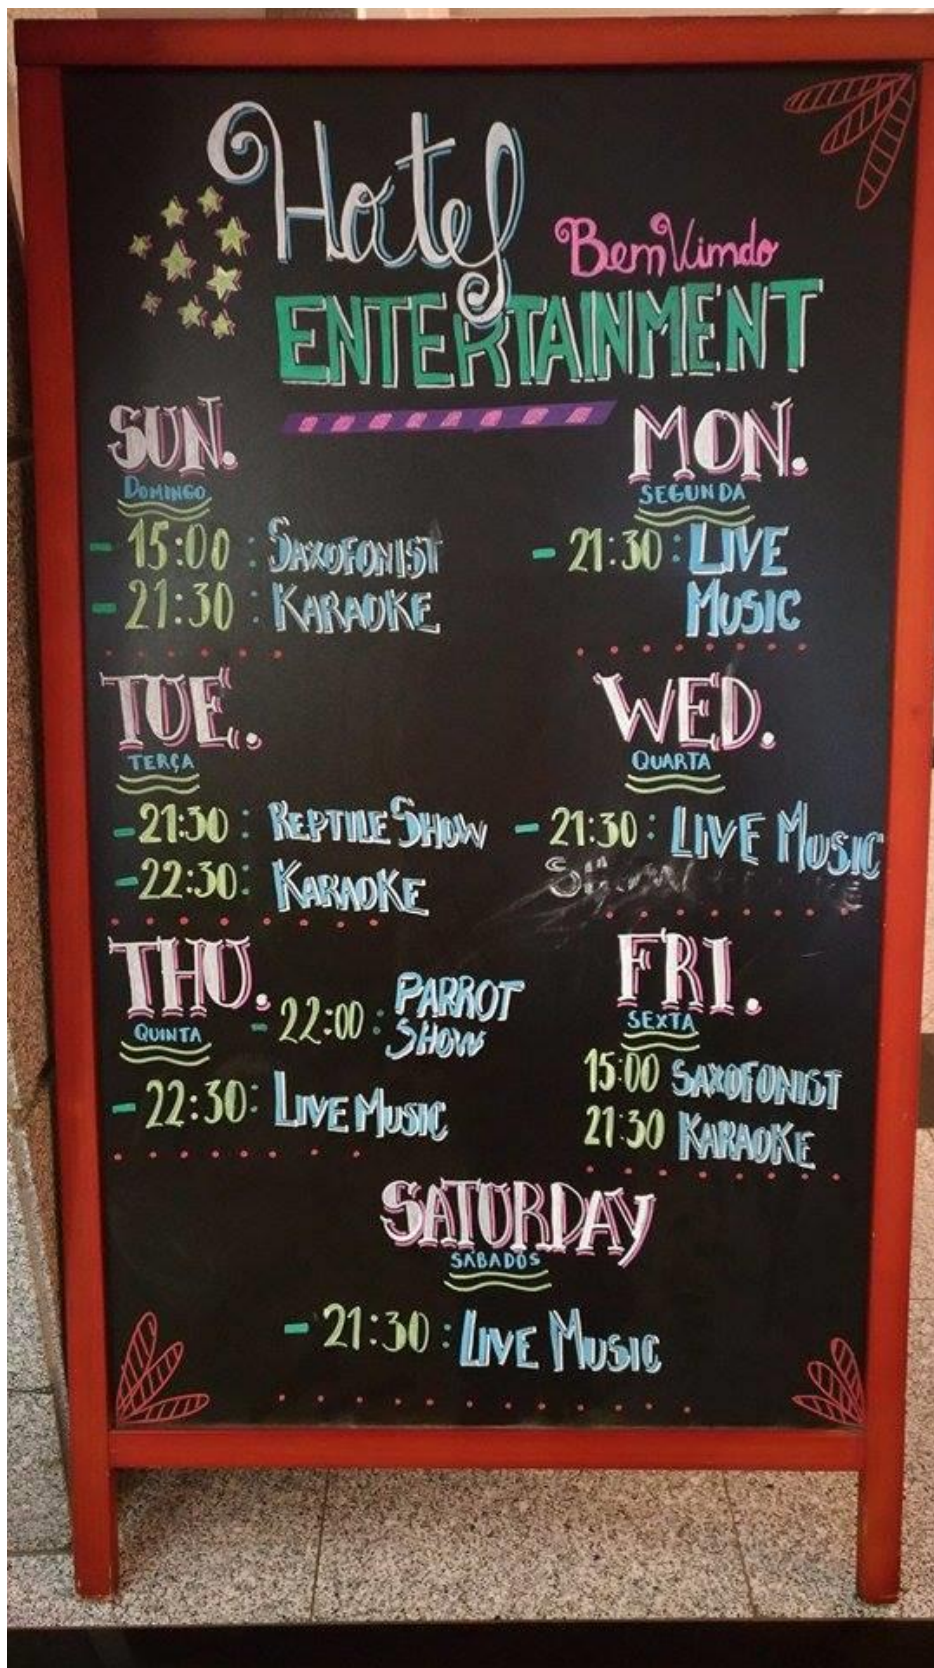 Hotel
Bem Vimdo
ENTERTAINMENT
SUN.
DOMINGO
- 15:00 : SAXOFONIST
- 21:30 : KARAOKE
MON.
SEGUNDA
- 21:30 : LIVE
MUSIC
TUE.
TERÇA
- 21:30 : REPTILE SHOW
- 22:30 : KARAOKE
WED.
QUARTA
- 21:30 : LIVE MUSIC
THU.
QUINTA
- 22:00 : PARROT
SHOW
- 22:30 : LIVE MUSIC
FRI.
SEXTA
15:00 SAXOFONIST
21:30 KARAOKE
SATURDAY
SÁBADOS
- 21:30 : LIVE MUSIC